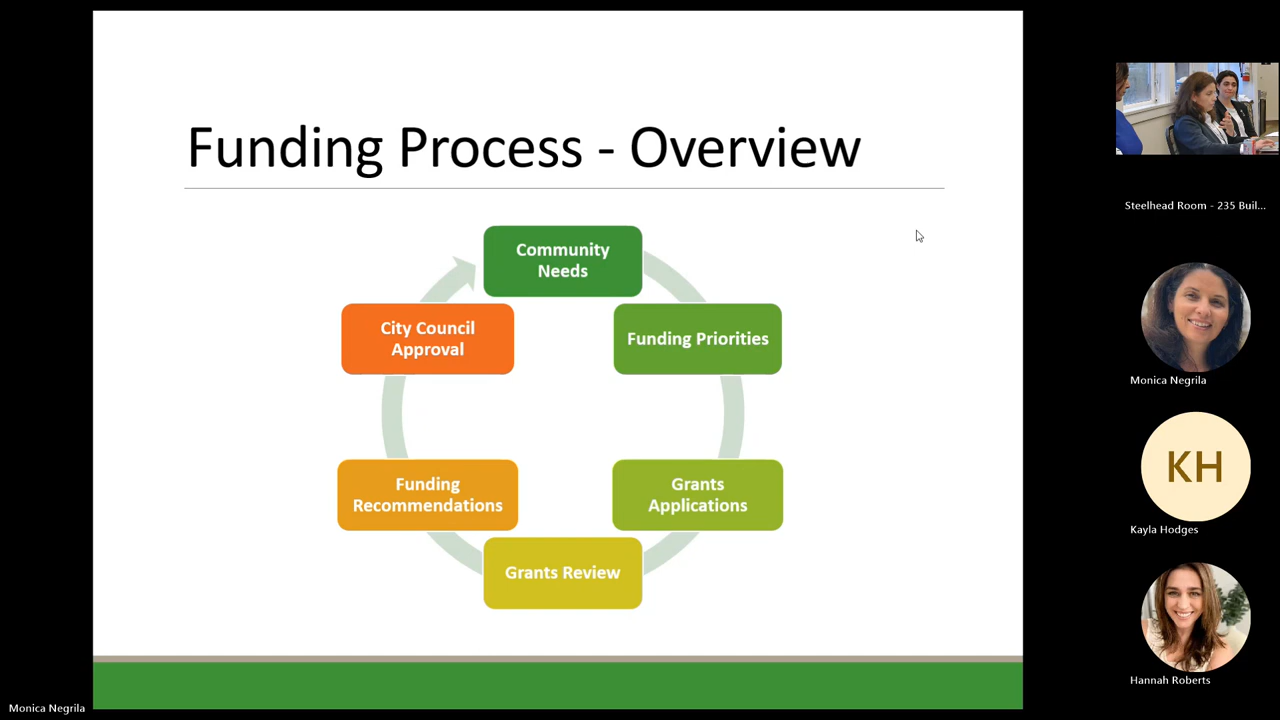 Funding Process - Overview
Community
Needs
City Council
Approval
Funding Priorities
Funding
Recommendations
Grants
Applications
Grants Review
Steelhead Room - 235 Buil...
Monica Negrila
KH
Kayla Hodges
Hannah Roberts
Monica Negrila